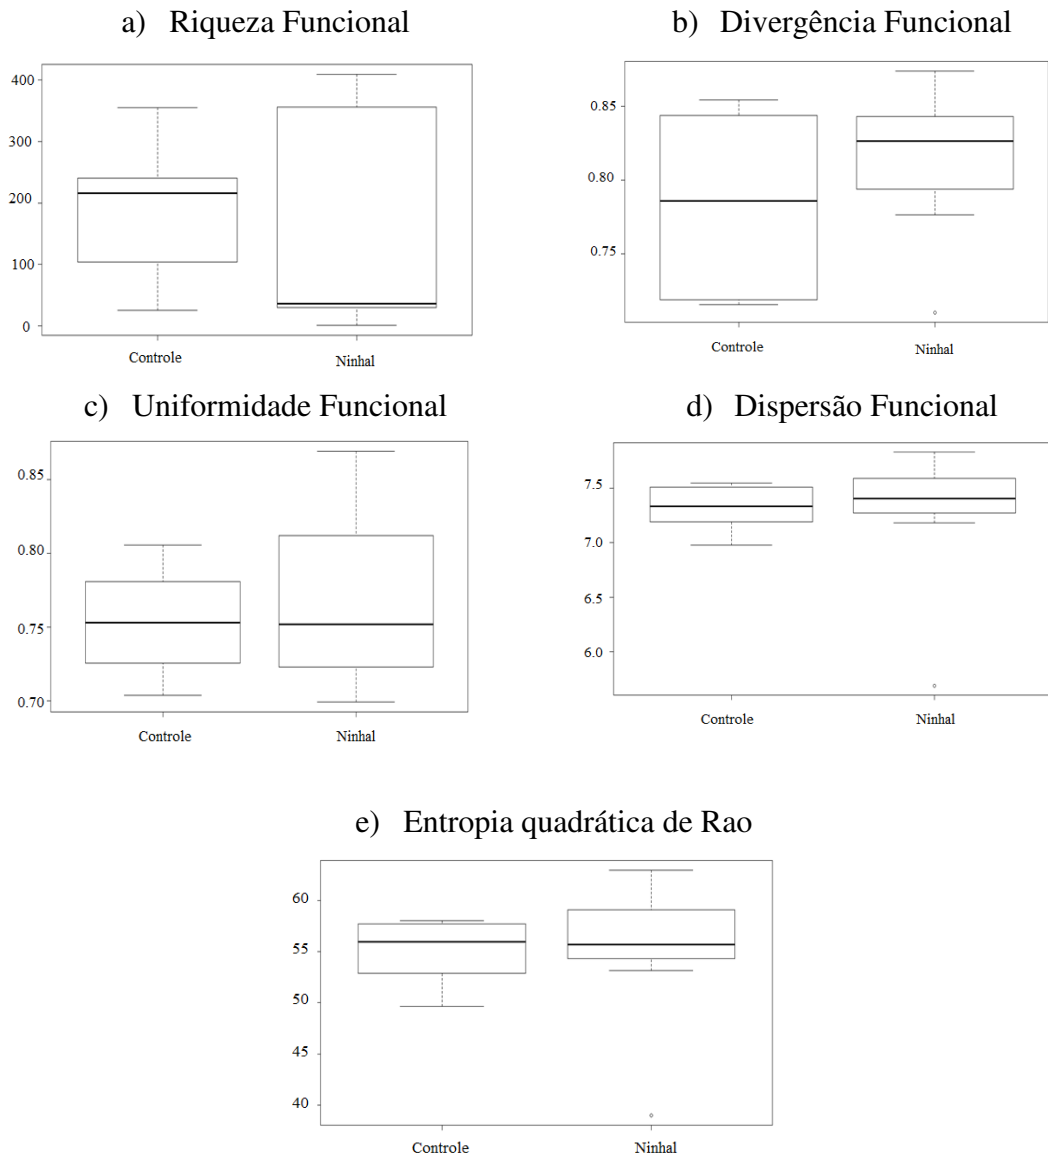 a) Riqueza Funcional
400
300
200
100
0
Controle Ninhal
b) Divergência Funcional
0.85
0.80
0.75
Controle Ninhal
c) Uniformidade Funcional
0.85
0.80
0.75
0.70
Controle Ninhal
d) Dispersão Funcional
7.5
7.0
6.5
6.0
Controle Ninhal
e) Entropia quadrática de Rao
60
55
50
45
40
Controle Ninhal